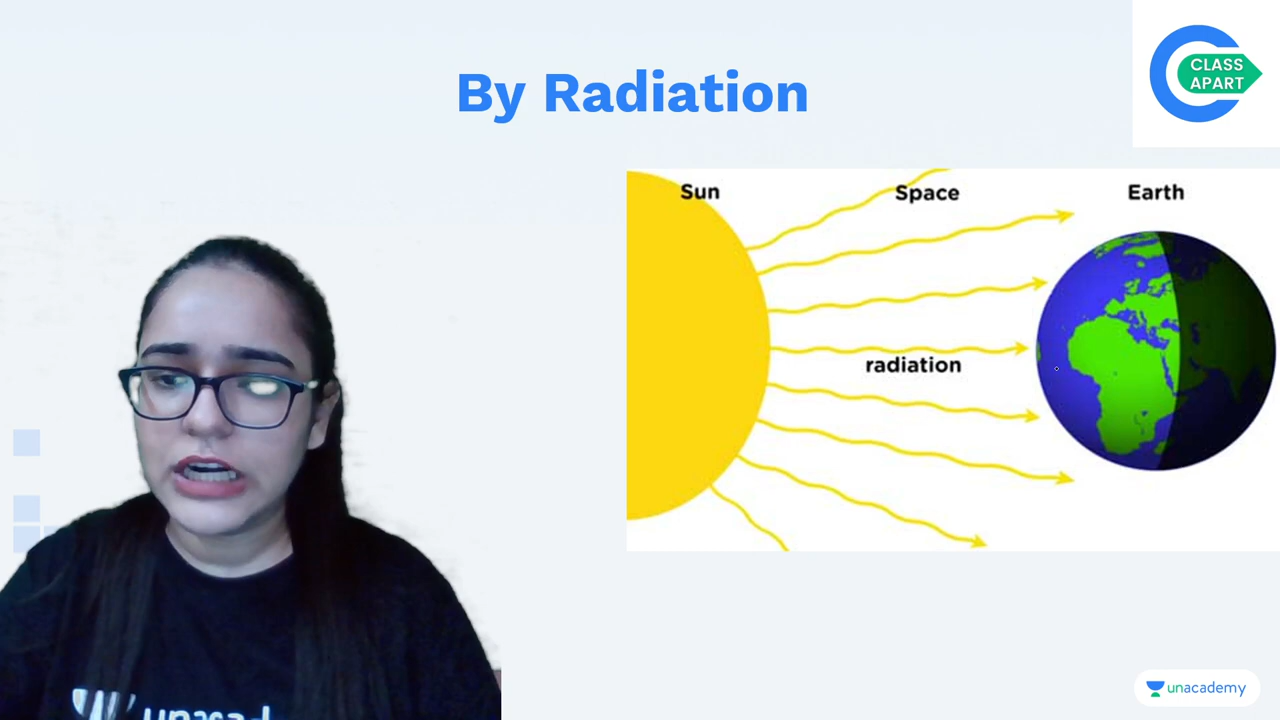 By Radiation
CLASS
APART
Sun
Space
Earth
radiation
unacademy